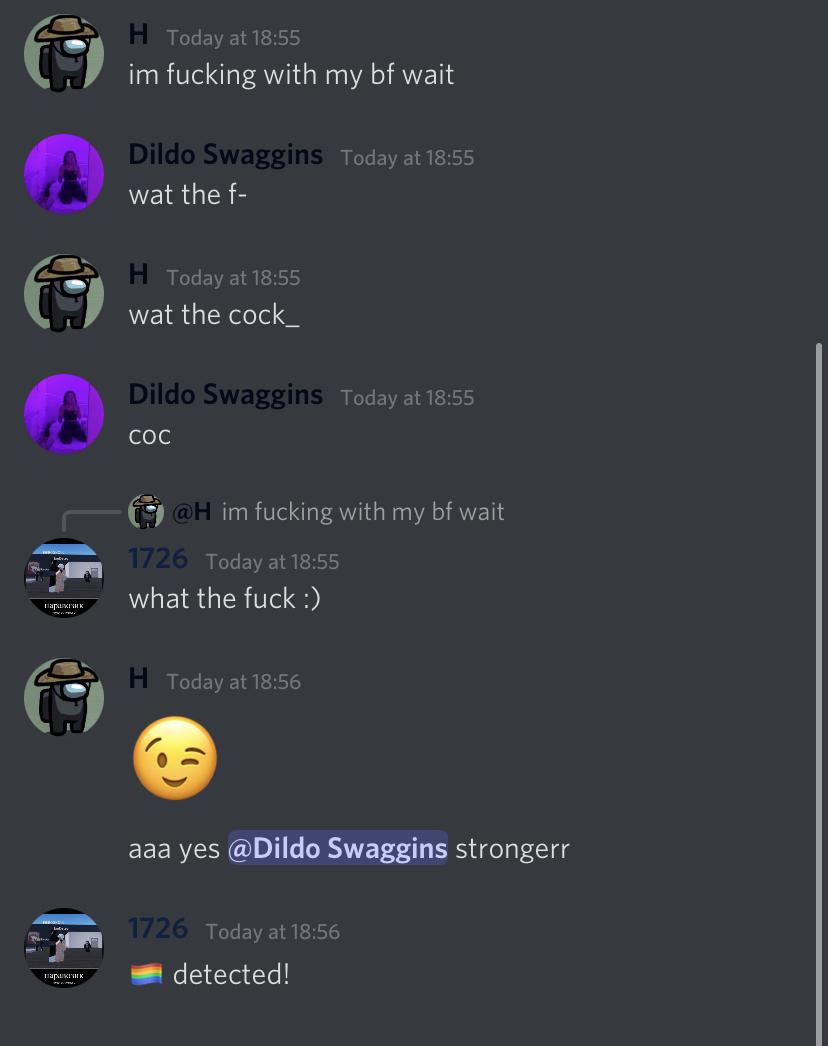 H Today at 18:55
im fucking with my bf wait
Dildo Swaggins Today at 18:55
wat the f-
H Today at 18:55
wat the cock_
Dildo Swaggins Today at 18:55
coc
@H im fucking with my bf wait
1726 Today at 18:55
what the fuck :)
H Today at 18:56
aaa yes @Dildo Swaggins strongerr
1726 Today at 18:56
detected!